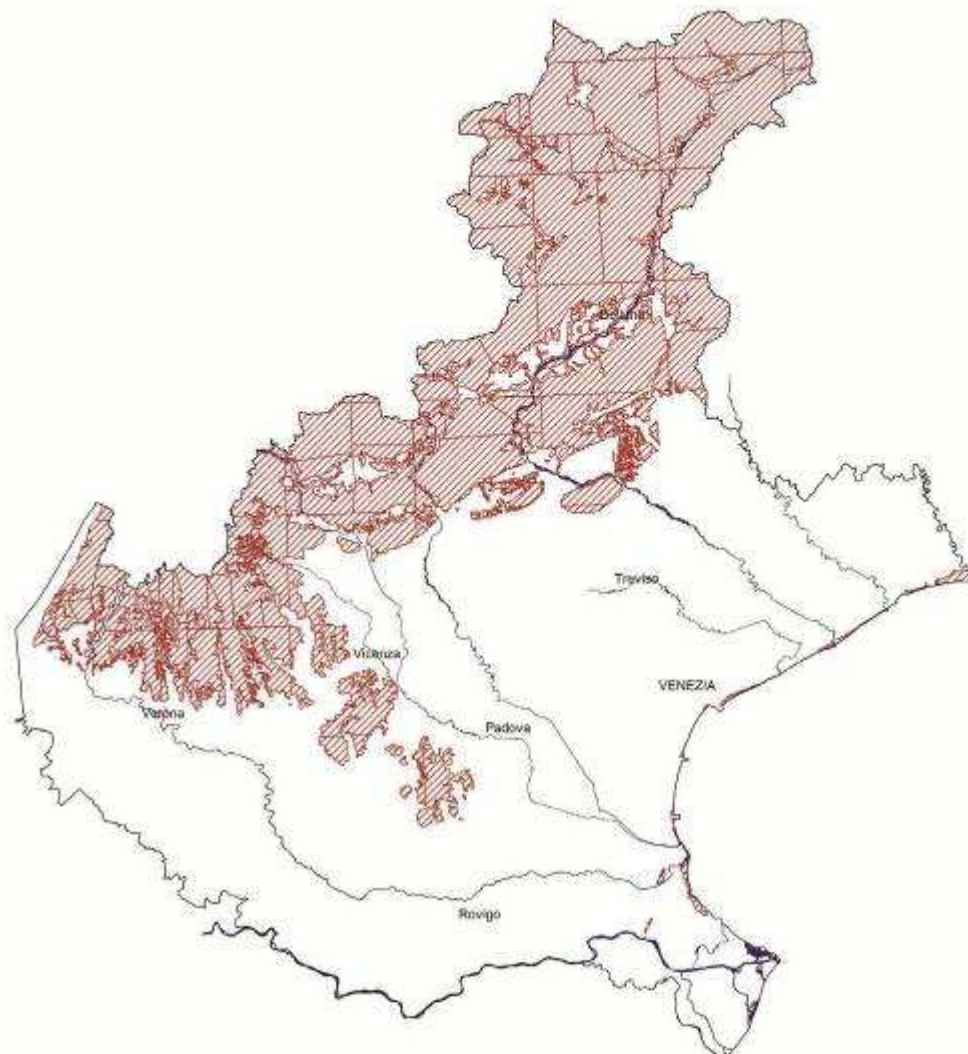 Belluno
Treviso
Vicenza
VENEZIA
Verona
Padova
Rovigo